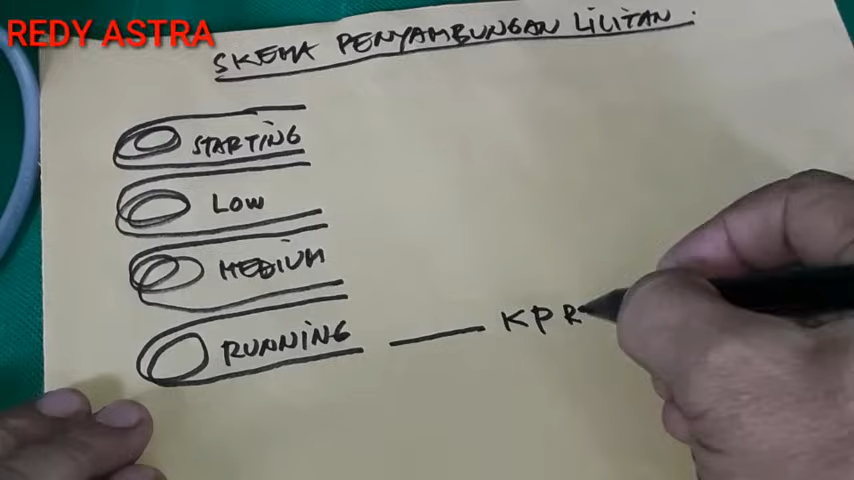 REDY ASTRA
SKEMA PENYAMBUNGAN LILITAN.
STARTING
LOW
MEDIUM
RUNNING — KPR